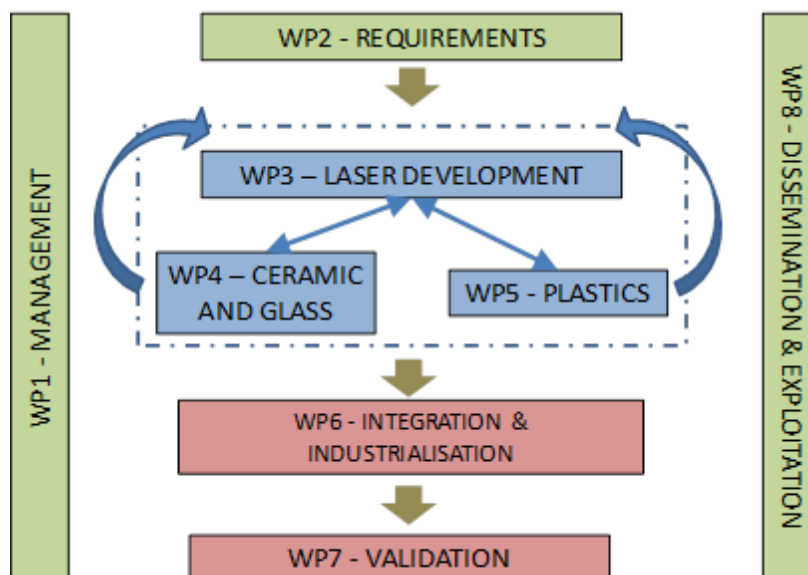 WP2 - REQUIREMENTS
WP1 - MANAGEMENT
WP8 - DISSEMINATION & EXPLOITATION
WP3 – LASER DEVELOPMENT
WP4 – CERAMIC
AND GLASS
WP5 - PLASTICS
WP6 - INTEGRATION &
INDUSTRIALISATION
WP7 - VALIDATION